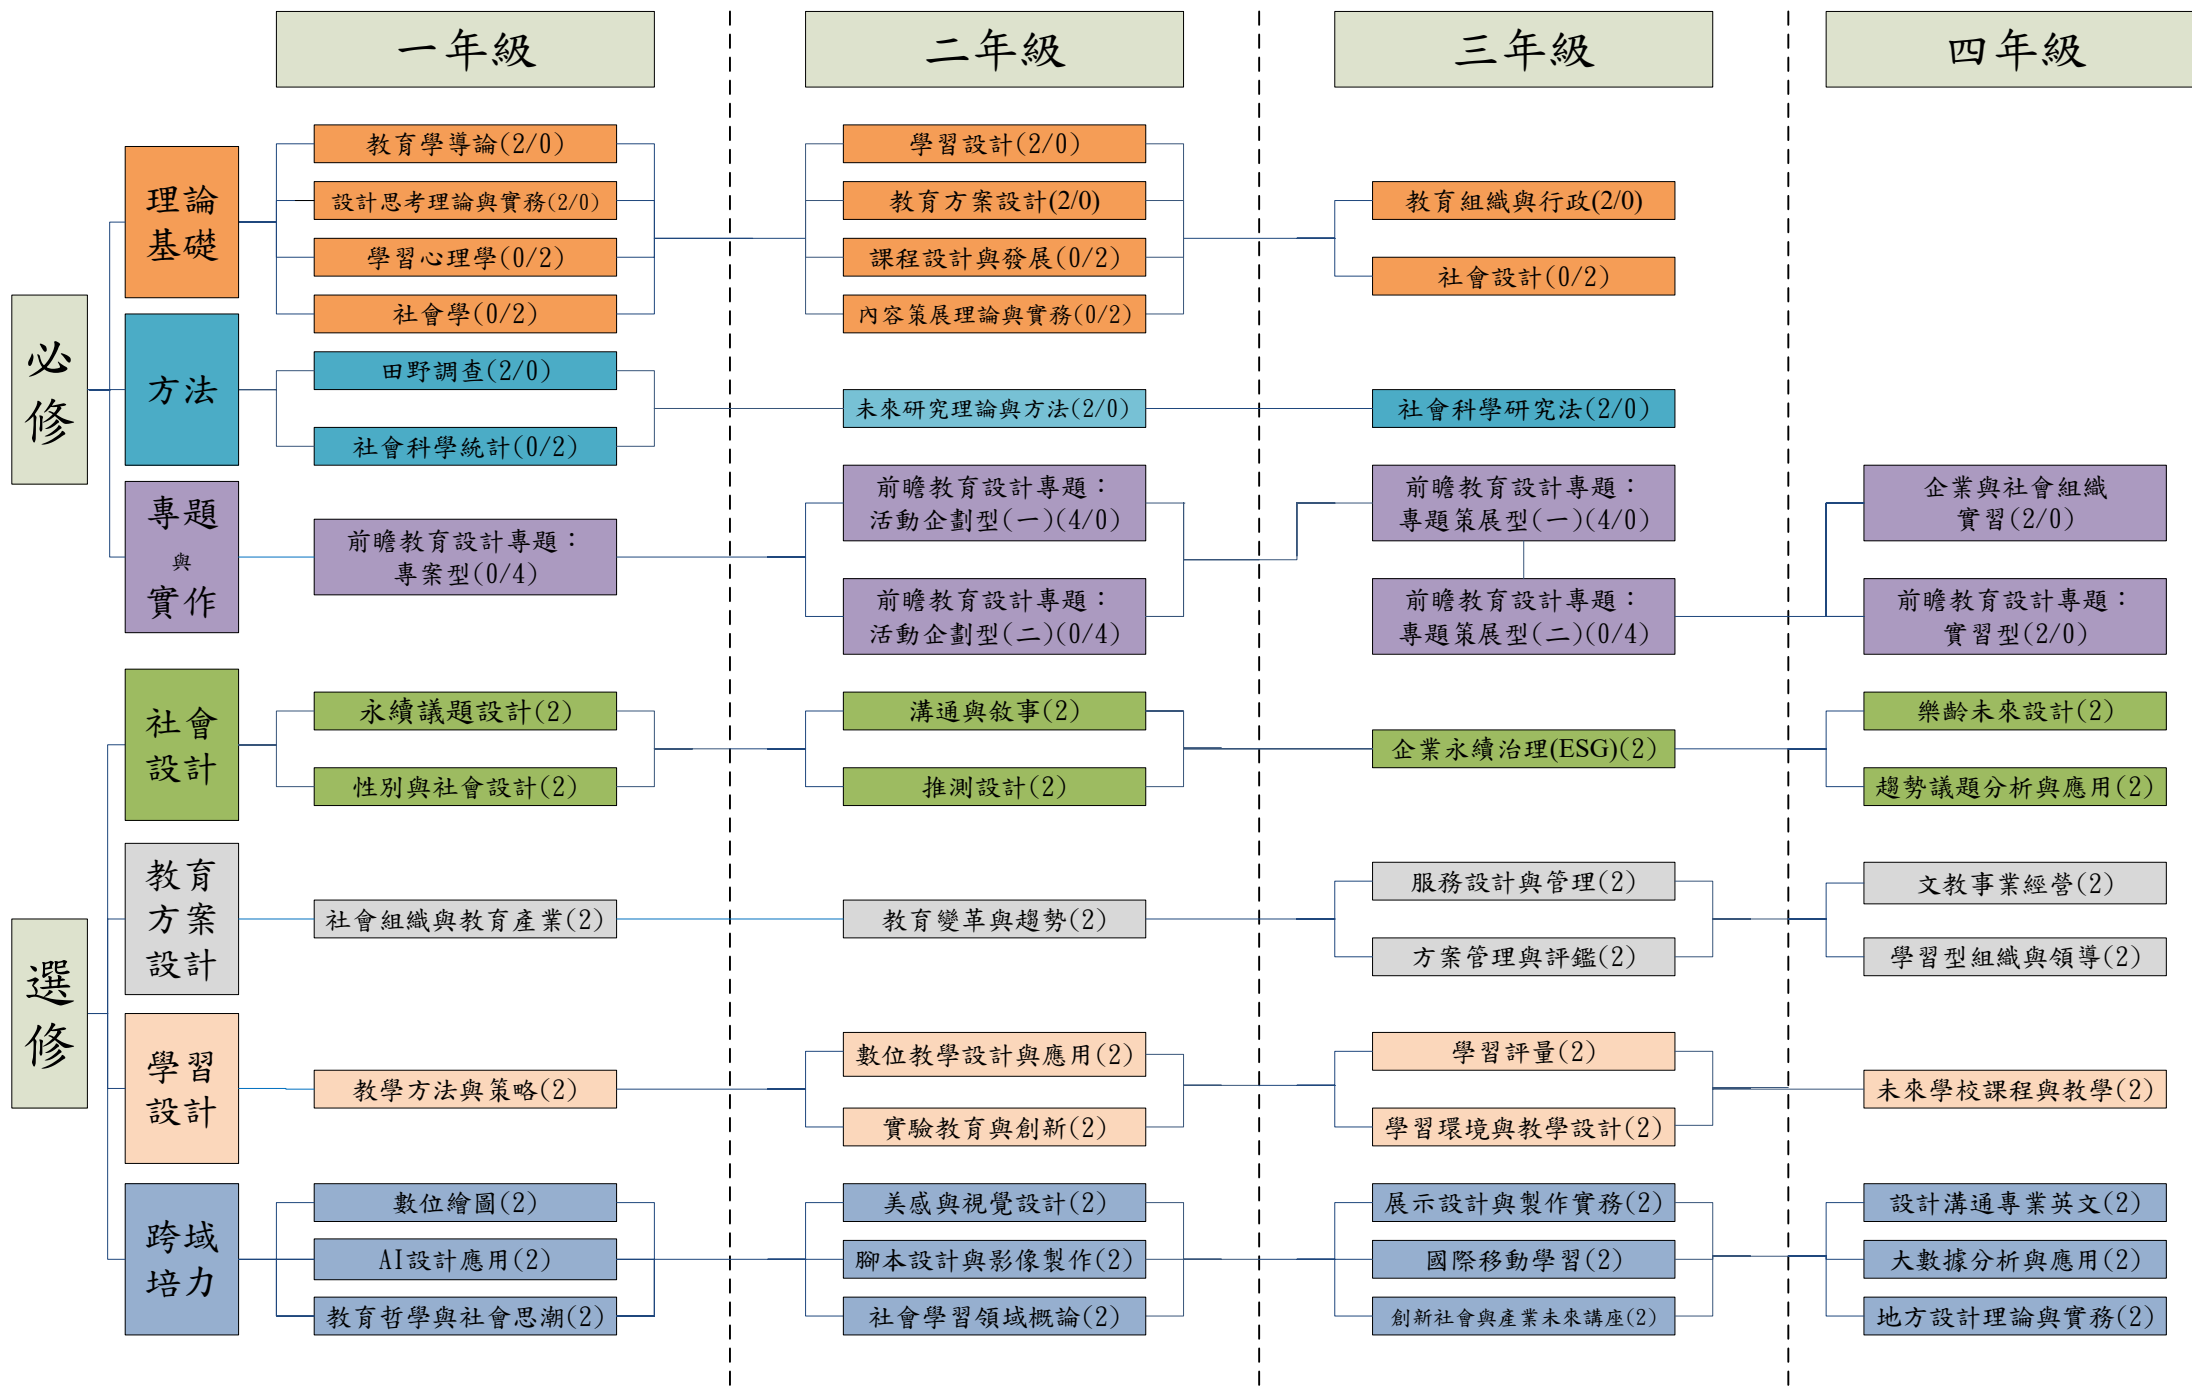 一年級
二年級
三年級
四年級
必
修
理論
基礎
教育學導論(2/0)
設計思考理論與實務(2/0)
學習心理學(0/2)
社會學(0/2)
學習設計(2/0)
教育方案設計(2/0)
課程設計與發展(0/2)
內容策展理論與實務(0/2)
教育組織與行政(2/0)
社會設計(0/2)
方法
田野調查(2/0)
社會科學統計(0/2)
未來研究理論與方法(2/0)
社會科學研究法(2/0)
專題
與
實作
前瞻教育設計專題：
專案型(0/4)
前瞻教育設計專題：
活動企劃型(一)(4/0)
前瞻教育設計專題：
活動企劃型(二)(0/4)
前瞻教育設計專題：
專題策展型(一)(4/0)
前瞻教育設計專題：
專題策展型(二)(0/4)
企業與社會組織
實習(2/0)
前瞻教育設計專題：
實習型(2/0)
選
修
社會
設計
永續議題設計(2)
性別與社會設計(2)
溝通與敘事(2)
推測設計(2)
企業永續治理(ESG)(2)
樂齡未來設計(2)
趨勢議題分析與應用(2)
教育
方案
設計
社會組織與教育產業(2)
教育變革與趨勢(2)
服務設計與管理(2)
方案管理與評鑑(2)
文教事業經營(2)
學習型組織與領導(2)
學習
設計
教學方法與策略(2)
數位教學設計與應用(2)
實驗教育與創新(2)
學習評量(2)
學習環境與教學設計(2)
未來學校課程與教學(2)
跨域
培力
數位繪圖(2)
AI設計應用(2)
教育哲學與社會思潮(2)
美感與視覺設計(2)
腳本設計與影像製作(2)
社會學習領域概論(2)
展示設計與製作實務(2)
國際移動學習(2)
創新社會與產業未來講座(2)
設計溝通專業英文(2)
大數據分析與應用(2)
地方設計理論與實務(2)